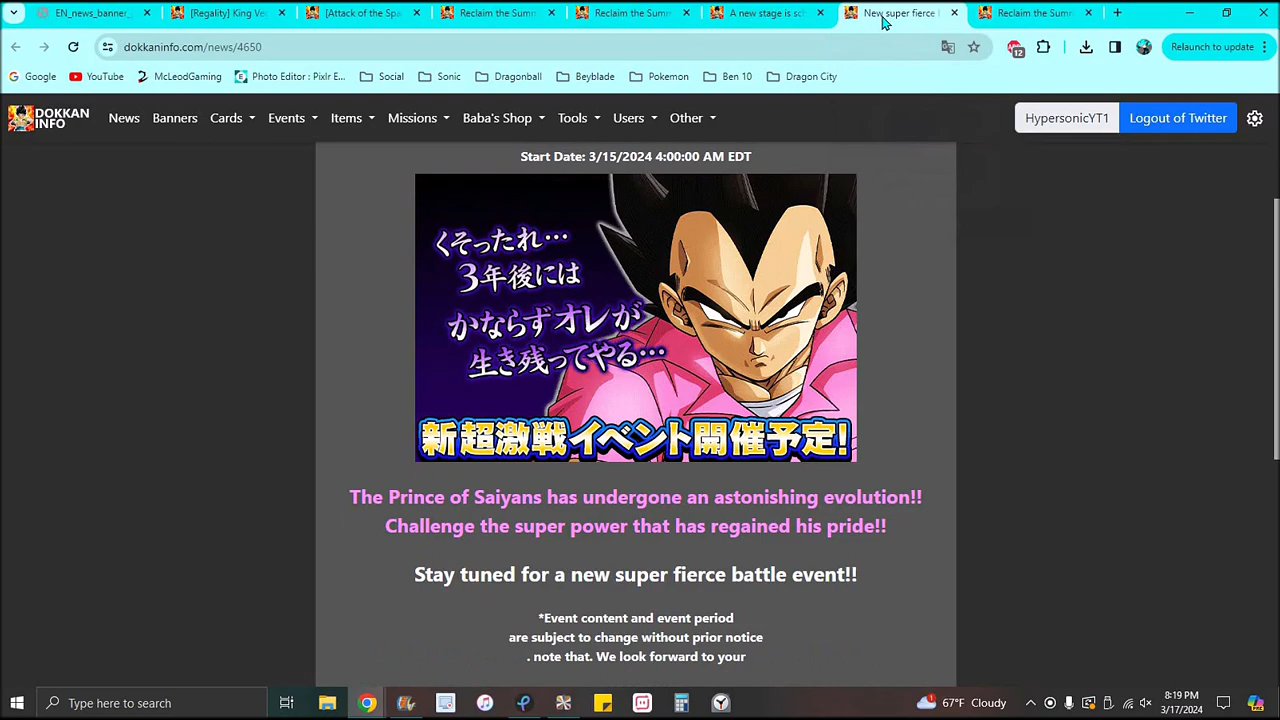 EN_news_banner_
[Regality] King Ve
[Attack of the Spa
Reclaim the Summ
Reclaim the Summ
A new stage is sch
New super fierce
Reclaim the Summ
dokkaninfo.com/news/4650
12
Relaunch to update
Google
YouTube
McLeodGaming
Photo Editor : Pixlr E...
Social
Sonic
Dragonball
Beyblade
Pokemon
Ben 10
Dragon City
DOKKAN
INFO
News
Banners
Cards
Events
Items
Missions
Baba's Shop
Tools
Users
Other
HypersonicYT1
Logout of Twitter
Start Date: 3/15/2024 4:00:00 AM EDT
くそったれ…
3年後には
かならずオレが
生き残ってやる…
新超激戦イベント開催予定!
The Prince of Saiyans has undergone an astonishing evolution!!
Challenge the super power that has regained his pride!!
Stay tuned for a new super fierce battle event!!
*Event content and event period
are subject to change without prior notice
. note that. We look forward to your
Type here to search
67°F Cloudy
8:19 PM
3/17/2024